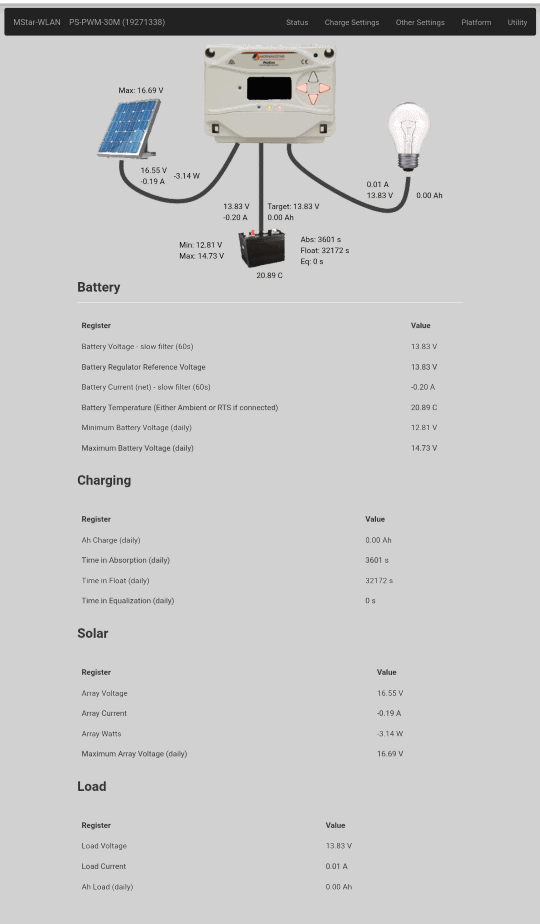 MStar-WLAN PS-PWM-30M (19271338) Status Charge Settings Other Settings Platform Utility
MORNINGSTAR
Max: 16.69 V
16.55 V
-0.19 A
-3.14 W
0.01 A
13.83 V
0.00 Ah
13.83 V
-0.20 A
Target: 13.83 V
0.00 Ah
Min: 12.81 V
Max: 14.73 V
Abs: 3601 s
Float: 32172 s
Eq: 0 s
20.89 C
Battery
Register Value
Battery Voltage - slow filter (60s) 13.83 V
Battery Regulator Reference Voltage 13.83 V
Battery Current (net) - slow filter (60s) -0.20 A
Battery Temperature (Either Ambient or RTS if connected) 20.89 C
Minimum Battery Voltage (daily) 12.81 V
Maximum Battery Voltage (daily) 14.73 V
Charging
Register Value
Ah Charge (daily) 0.00 Ah
Time in Absorption (daily) 3601 s
Time in Float (daily) 32172 s
Time in Equalization (daily) 0 s
Solar
Register Value
Array Voltage 16.55 V
Array Current -0.19 A
Array Watts -3.14 W
Maximum Array Voltage (daily) 16.69 V
Load
Register Value
Load Voltage 13.83 V
Load Current 0.01 A
Ah Load (daily) 0.00 Ah